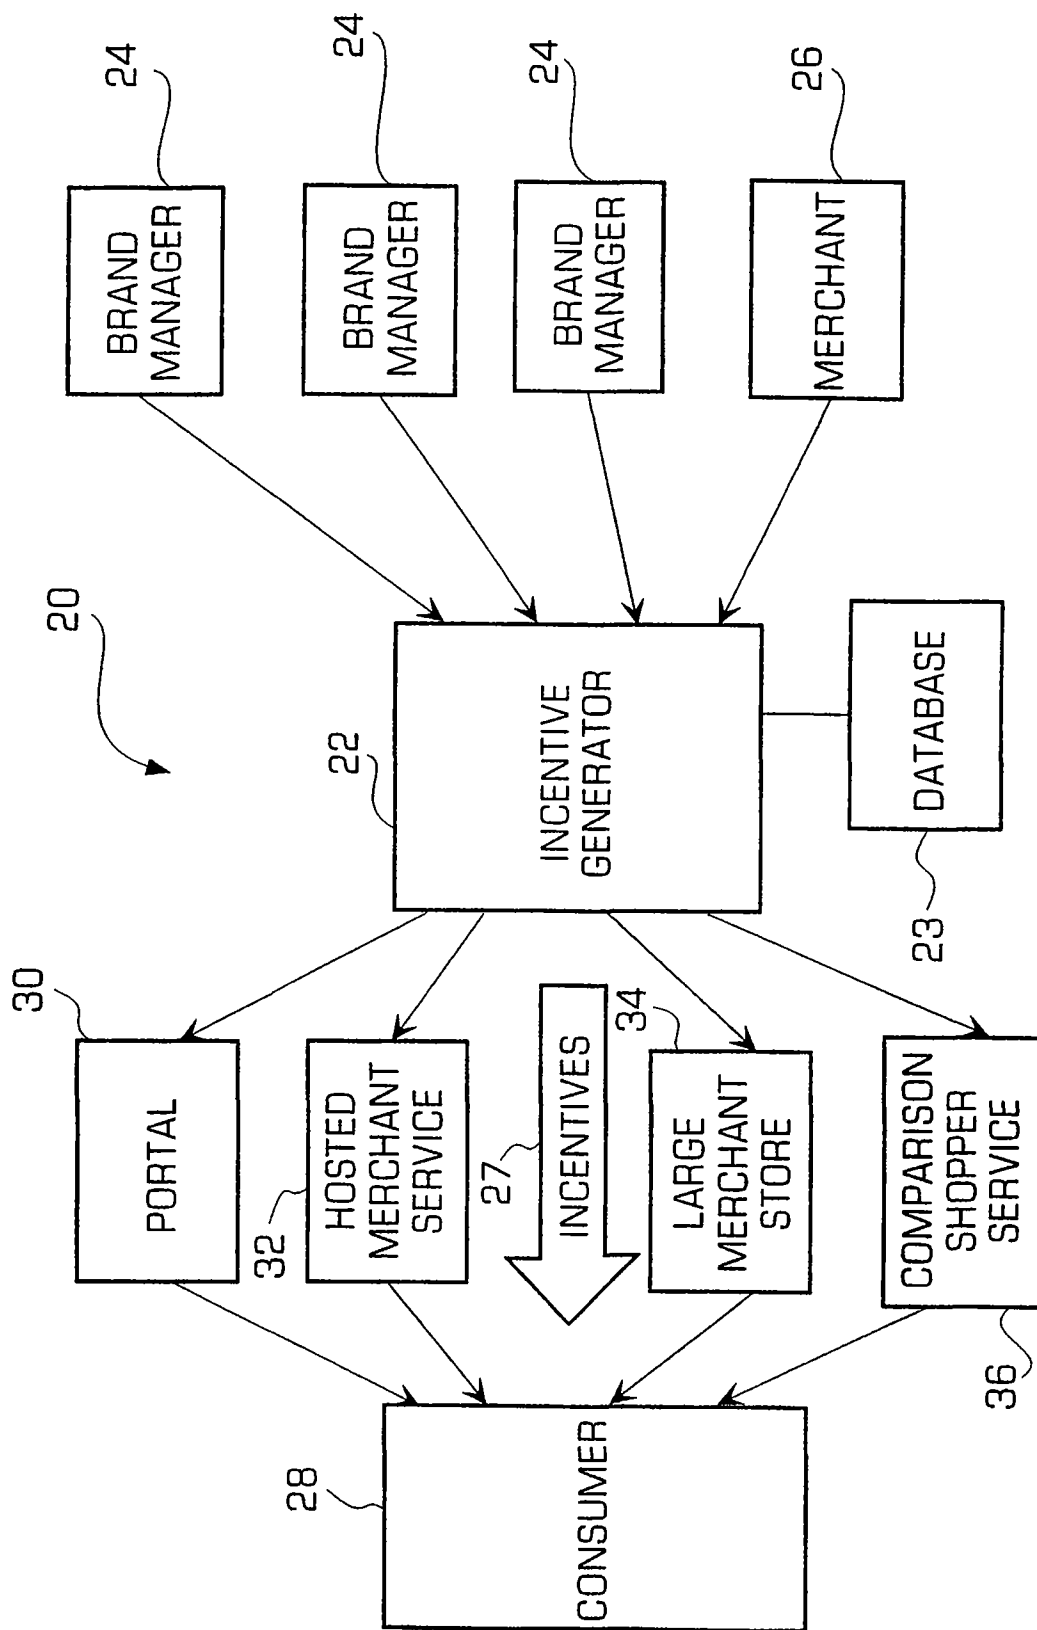 20
30
PORTAL
32
HOSTED
MERCHANT
SERVICE
27
INCENTIVES
34
LARGE
MERCHANT
STORE
36
COMPARISON
SHOPPER
SERVICE
28
CONSUMER
22
INCENTIVE
GENERATOR
23
DATABASE
24
BRAND
MANAGER
24
BRAND
MANAGER
24
BRAND
MANAGER
26
MERCHANT